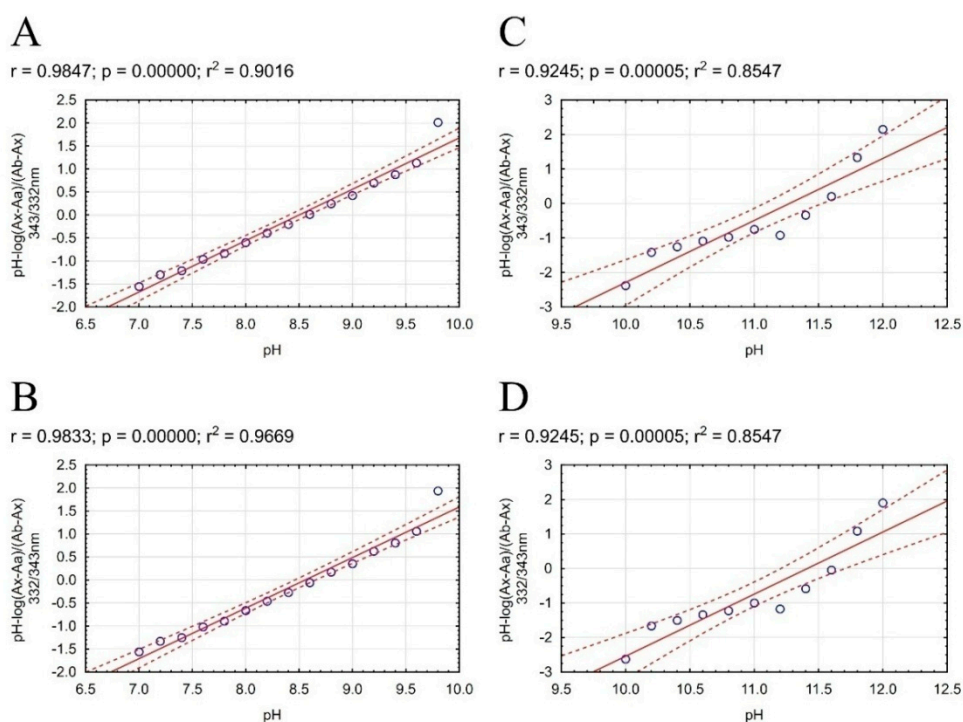 A
r = 0.9847; p = 0.00000; r² = 0.9016
pH-log(Ax-Aa)/(Ab-Ax)
343/332nm
2.5
2.0
1.5
1.0
0.5
0.0
-0.5
-1.0
-1.5
-2.0
6.5 7.0 7.5 8.0 8.5 9.0 9.5 10.0
pH
B
r = 0.9833; p = 0.00000; r² = 0.9669
pH-log(Ax-Aa)/(Ab-Ax)
332/343nm
2.5
2.0
1.5
1.0
0.5
0.0
-0.5
-1.0
-1.5
-2.0
6.5 7.0 7.5 8.0 8.5 9.0 9.5 10.0
pH
C
r = 0.9245; p = 0.00005; r² = 0.8547
pH-log(Ax-Aa)/(Ab-Ax)
343/332nm
3
2
1
0
-1
-2
-3
9.5 10.0 10.5 11.0 11.5 12.0 12.5
pH
D
r = 0.9245; p = 0.00005; r² = 0.8547
pH-log(Ax-Aa)/(Ab-Ax)
332/343nm
3
2
1
0
-1
-2
-3
9.5 10.0 10.5 11.0 11.5 12.0 12.5
pH